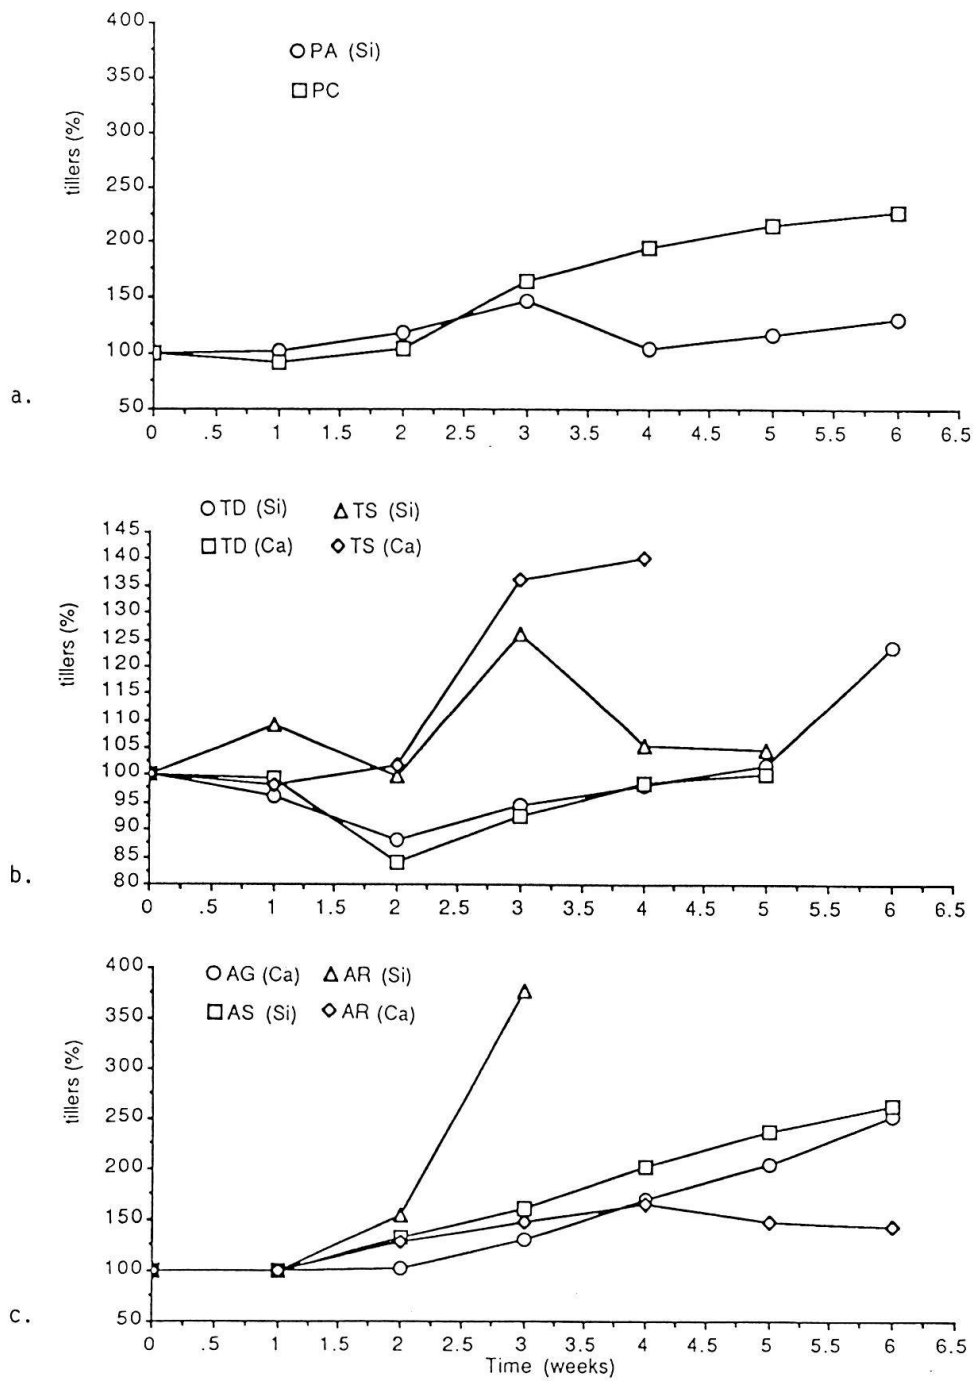 400
350
300
250
200
150
100
50
tillers (%)
PA (Si)
PC
a.
0 .5 1 1.5 2 2.5 3 3.5 4 4.5 5 5.5 6 6.5
TD (Si) TS (Si)
TD (Ca) TS (Ca)
145
140
135
130
125
120
115
110
105
100
95
90
85
80
tillers (%)
b.
0 .5 1 1.5 2 2.5 3 3.5 4 4.5 5 5.5 6 6.5
AG (Ca) AR (Si)
AS (Si) AR (Ca)
400
350
300
250
200
150
100
50
tillers (%)
c.
0 .5 1 1.5 2 2.5 3 3.5 4 4.5 5 5.5 6 6.5
Time (weeks)